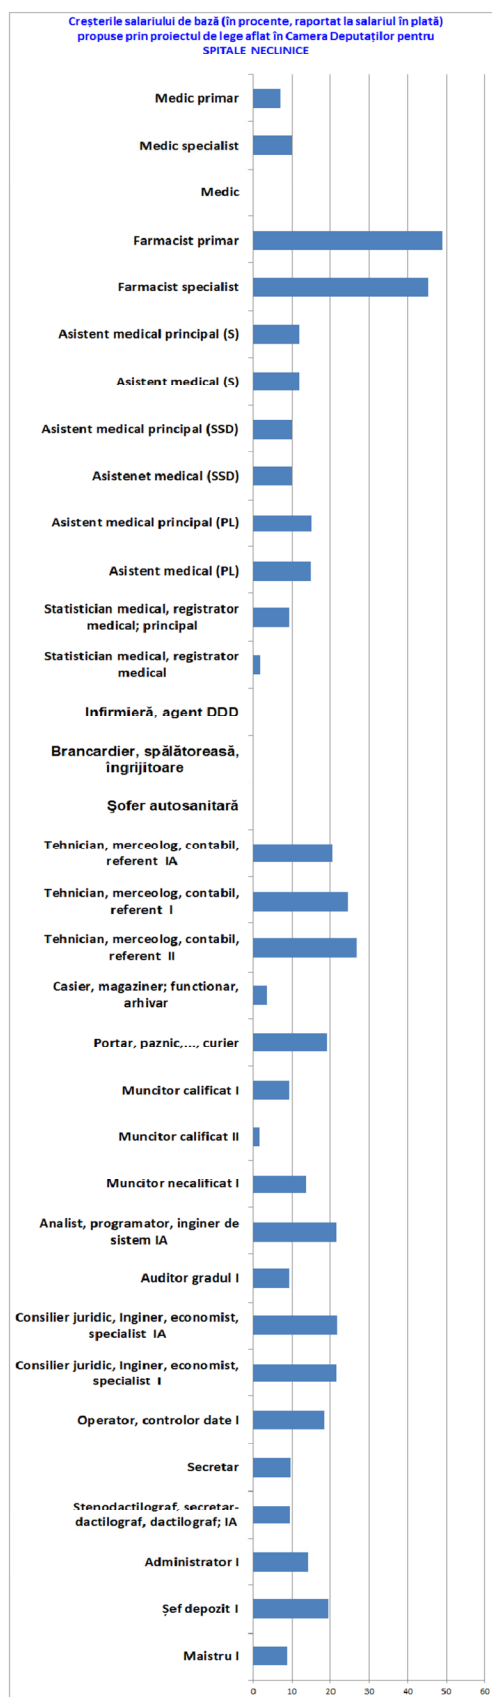 Creșterile salariului de bază (în procente, raportat la salariul în plată)
propuse prin proiectul de lege aflat în Camera Deputaților pentru
SPITALE NECLINICE
Medic primar
Medic specialist
Medic
Farmacist primar
Farmacist specialist
Asistent medical principal (S)
Asistent medical (S)
Asistent medical principal (SSD)
Asistenet medical (SSD)
Asistent medical principal (PL)
Asistent medical (PL)
Statistician medical, registrator
medical; principal
Statistician medical, registrator
medical
Infirmieră, agent DDD
Brancardier, spălătoreasă,
îngrijitoare
Șofer autosanitară
Tehnician, merceolog, contabil,
referent IA
Tehnician, merceolog, contabil,
referent I
Tehnician, merceolog, contabil,
referent II
Casier, magaziner; functionar,
arhivar
Portar, paznic,..., curier
Muncitor calificat I
Muncitor calificat II
Muncitor necalificat I
Analist, programator, inginer de
sistem IA
Auditor gradul I
Consilier juridic, Inginer, economist,
specialist IA
Consilier juridic, Inginer, economist,
specialist I
Operator, controlor date I
Secretar
Stenodactilograf, secretar-
dactilograf, dactilograf; IA
Administrator I
Șef depozit I
Maistru I
0 10 20 30 40 50 60